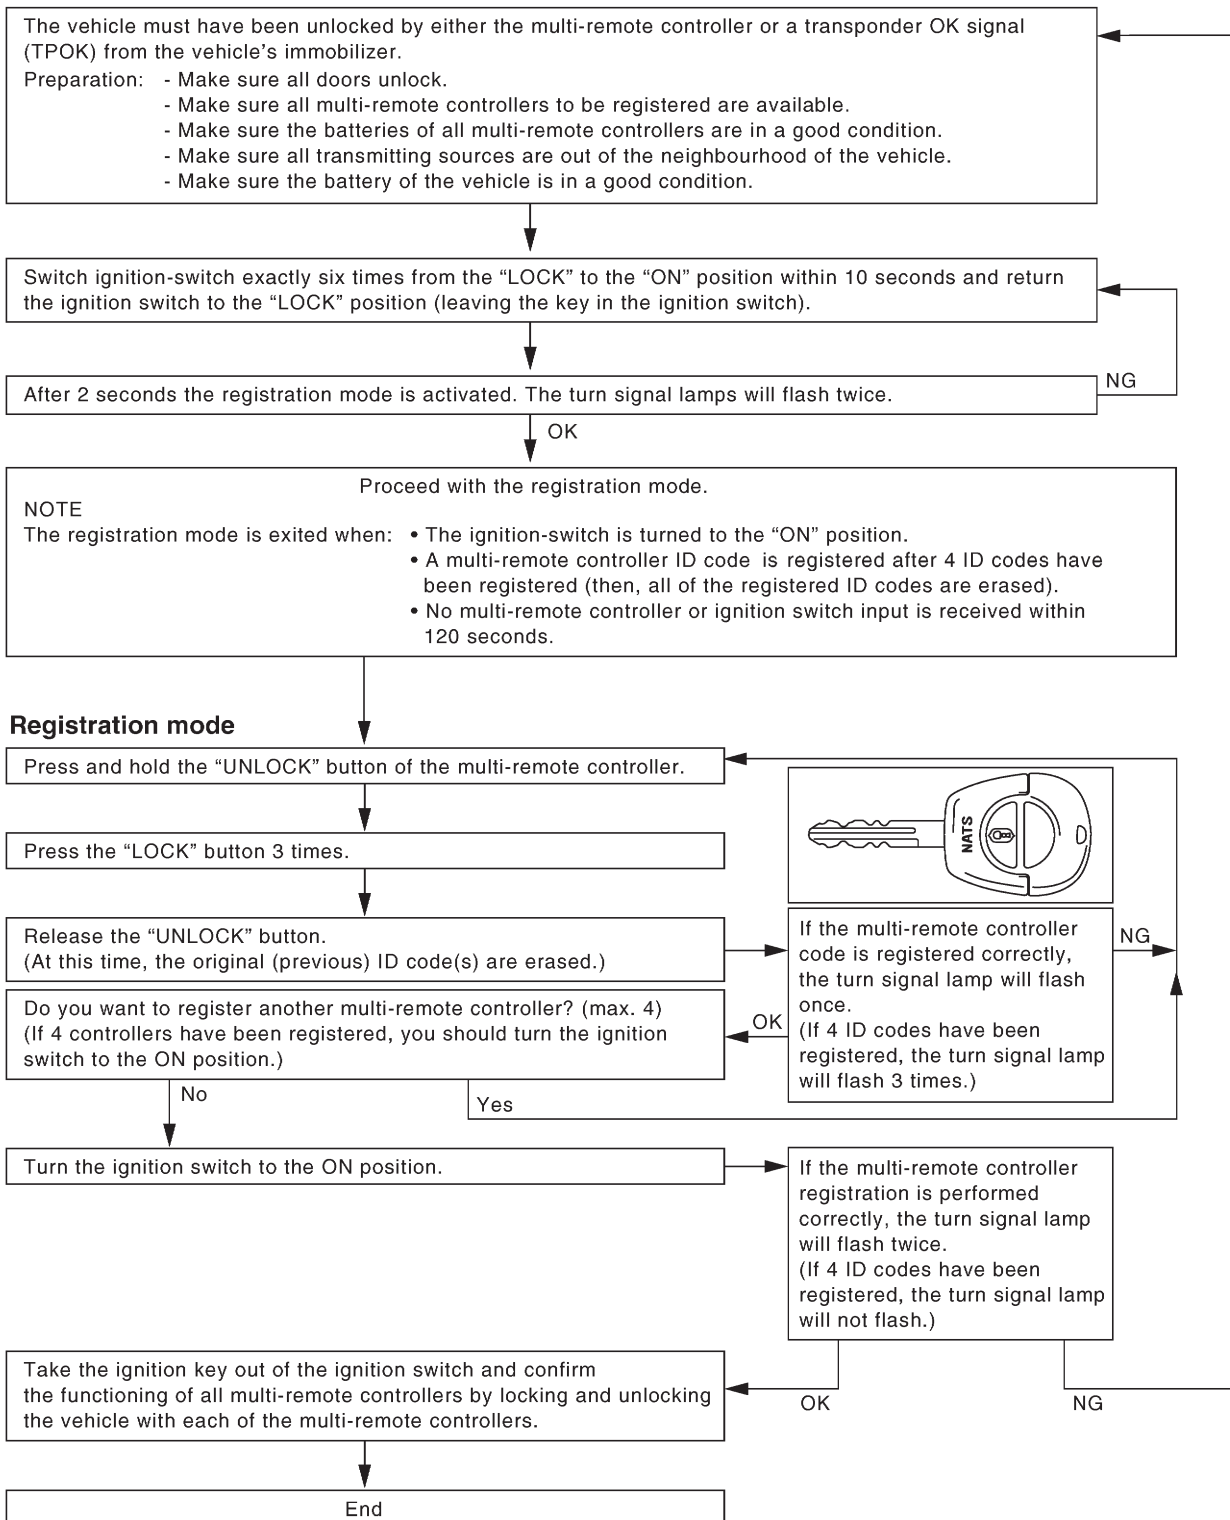 The vehicle must have been unlocked by either the multi-remote controller or a transponder OK signal
(TPOK) from the vehicle's immobilizer.
Preparation: - Make sure all doors unlock.
- Make sure all multi-remote controllers to be registered are available.
- Make sure the batteries of all multi-remote controllers are in a good condition.
- Make sure all transmitting sources are out of the neighbourhood of the vehicle.
- Make sure the battery of the vehicle is in a good condition.
Switch ignition-switch exactly six times from the “LOCK” to the “ON” position within 10 seconds and return
the ignition switch to the “LOCK” position (leaving the key in the ignition switch).
After 2 seconds the registration mode is activated. The turn signal lamps will flash twice.
NG
OK
Proceed with the registration mode.
NOTE
The registration mode is exited when: • The ignition-switch is turned to the “ON” position.
• A multi-remote controller ID code is registered after 4 ID codes have
been registered (then, all of the registered ID codes are erased).
• No multi-remote controller or ignition switch input is received within
120 seconds.
Registration mode
Press and hold the “UNLOCK” button of the multi-remote controller.
NATS
Press the “LOCK” button 3 times.
Release the “UNLOCK” button.
(At this time, the original (previous) ID code(s) are erased.)
If the multi-remote controller
code is registered correctly,
the turn signal lamp will flash
once.
(If 4 ID codes have been
registered, the turn signal lamp
will flash 3 times.)
NG
OK
Do you want to register another multi-remote controller? (max. 4)
(If 4 controllers have been registered, you should turn the ignition
switch to the ON position.)
No
Yes
Turn the ignition switch to the ON position.
If the multi-remote controller
registration is performed
correctly, the turn signal lamp
will flash twice.
(If 4 ID codes have been
registered, the turn signal lamp
will not flash.)
OK
NG
Take the ignition key out of the ignition switch and confirm
the functioning of all multi-remote controllers by locking and unlocking
the vehicle with each of the multi-remote controllers.
End